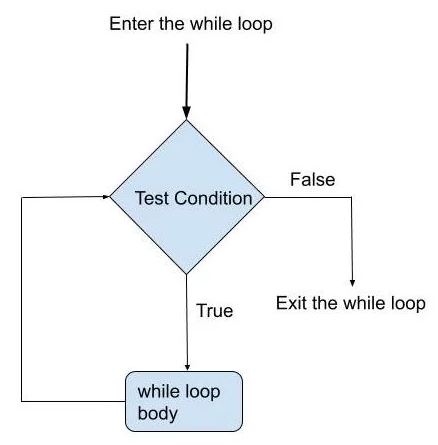 Enter the while loop
Test Condition
False
True
Exit the while loop
while loop
body